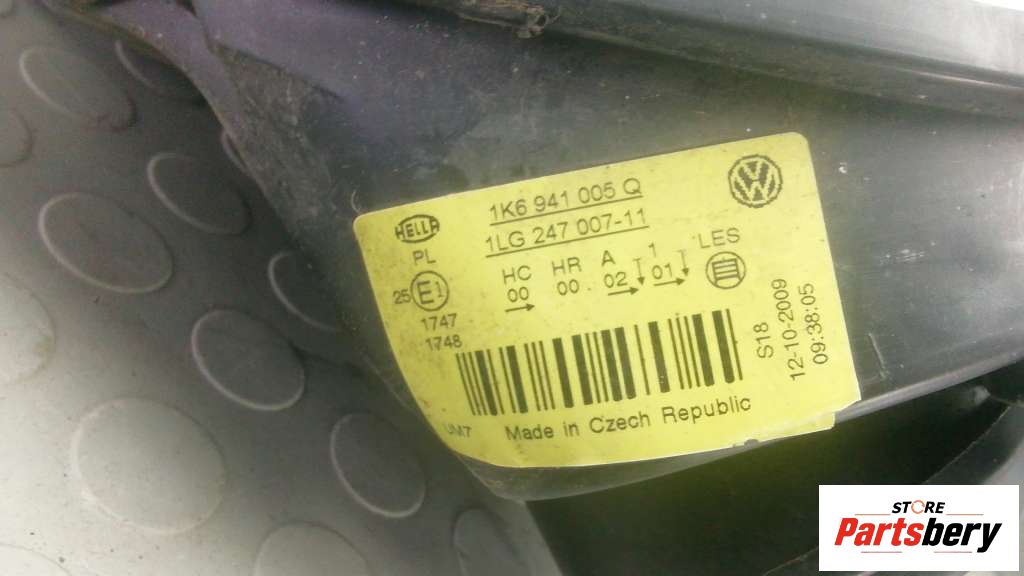 1K6 941 005 Q
1LG 247 007-11
HELLA
PL
HC HR A 1 LES
00 00 02 01
25 E1
1747
1748
S18
12-10-2009
09:38:05
UM7
Made in Czech Republic
STORE
Partsbery